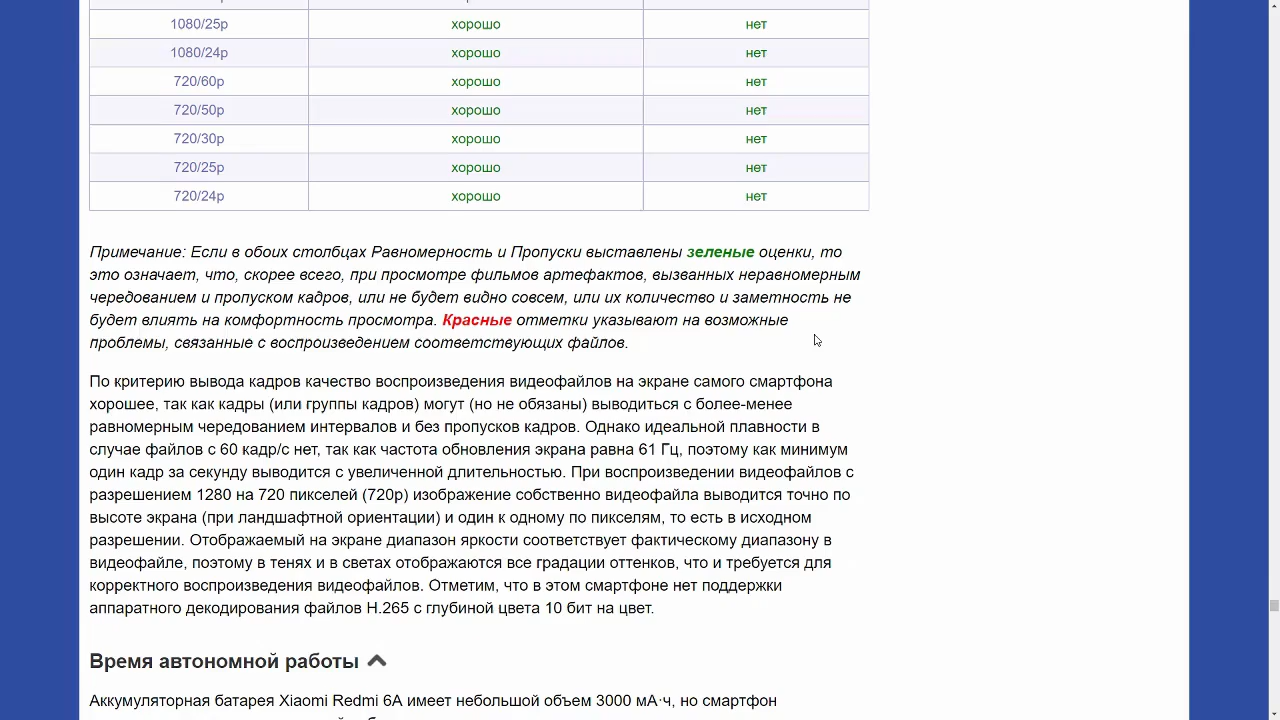 1080/25p хорошо нет
1080/24p хорошо нет
720/60p хорошо нет
720/50p хорошо нет
720/30p хорошо нет
720/25p хорошо нет
720/24p хорошо нет
Примечание: Если в обоих столбцах Равномерность и Пропуски выставлены зеленые оценки, то
это означает, что, скорее всего, при просмотре фильмов артефактов, вызванных неравномерным
чередованием и пропуском кадров, или не будет видно совсем, или их количество и заметность не
будет влиять на комфортность просмотра. Красные отметки указывают на возможные
проблемы, связанные с воспроизведением соответствующих файлов.
По критерию вывода кадров качество воспроизведения видеофайлов на экране самого смартфона
хорошее, так как кадры (или группы кадров) могут (но не обязаны) выводиться с более-менее
равномерным чередованием интервалов и без пропусков кадров. Однако идеальной плавности в
случае файлов с 60 кадр/с нет, так как частота обновления экрана равна 61 Гц, поэтому как минимум
один кадр за секунду выводится с увеличенной длительностью. При воспроизведении видеофайлов с
разрешением 1280 на 720 пикселей (720p) изображение собственно видеофайла выводится точно по
высоте экрана (при ландшафтной ориентации) и один к одному по пикселям, то есть в исходном
разрешении. Отображаемый на экране диапазон яркости соответствует фактическому диапазону в
видеофайле, поэтому в тенях и в светах отображаются все градации оттенков, что и требуется для
корректного воспроизведения видеофайлов. Отметим, что в этом смартфоне нет поддержки
аппаратного декодирования файлов H.265 с глубиной цвета 10 бит на цвет.
Время автономной работы
Аккумуляторная батарея Xiaomi Redmi 6A имеет небольшой объем 3000 мА·ч, но смартфон